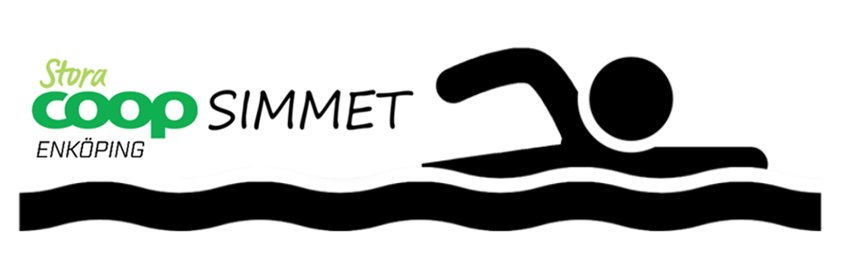 Stora
coop SIMMET
ENKÖPING